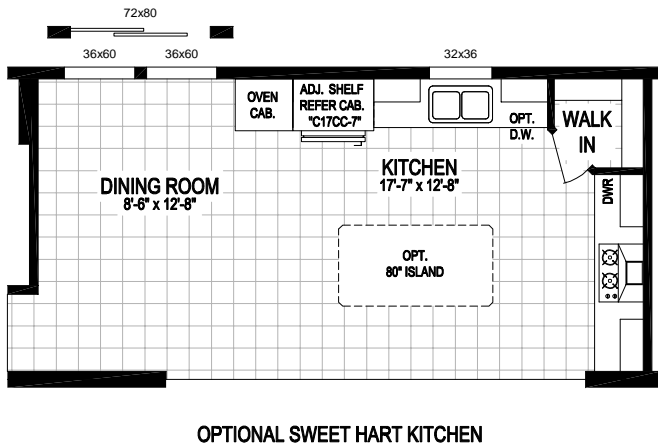 72x80
36x60
36x60
32x36
OVEN
CAB.
ADJ. SHELF
REFER CAB.
"C17CC-7"
OPT.
D.W.
WALK
IN
KITCHEN
17'-7" x 12'-8"
DINING ROOM
8'-6" x 12'-8"
DWR
OPT.
80" ISLAND
OPTIONAL SWEET HART KITCHEN